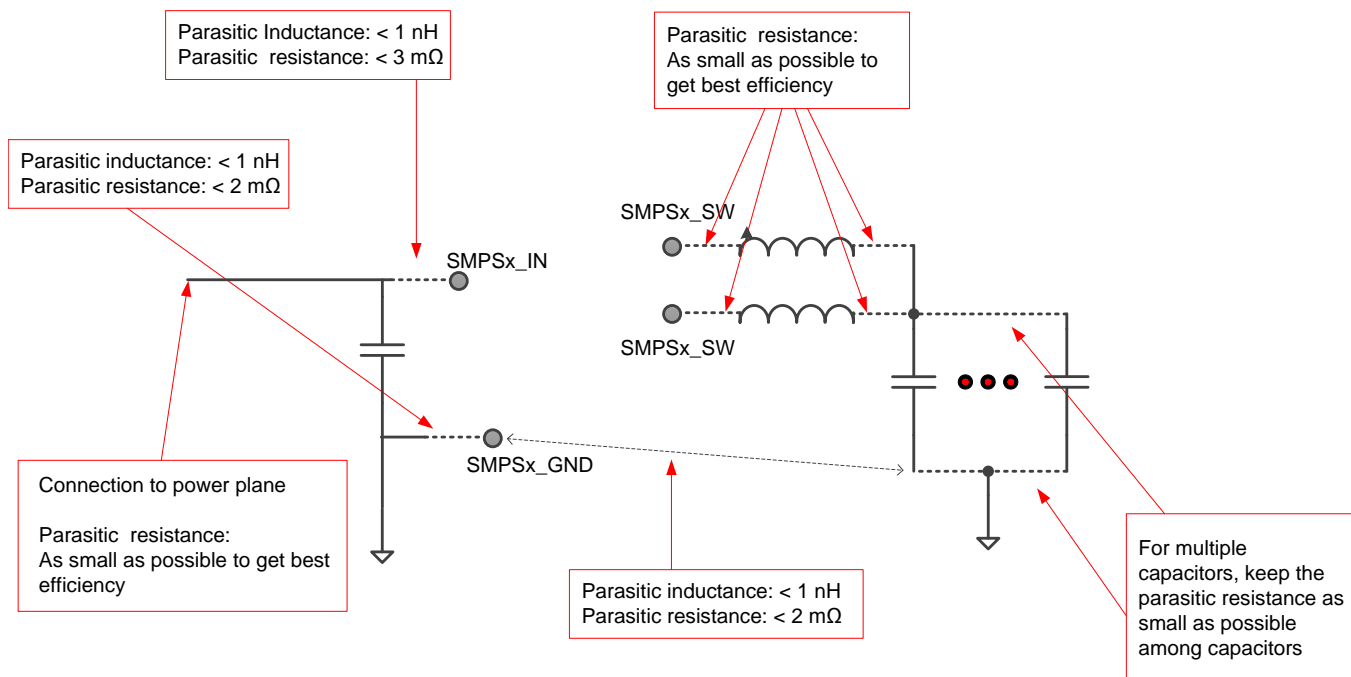 Parasitic Inductance: < 1 nH
Parasitic resistance: < 3 mΩ
Parasitic resistance:
As small as possible to
get best efficiency
Parasitic inductance: < 1 nH
Parasitic resistance: < 2 mΩ
SMPSx_SW
SMPSx_IN
SMPSx_SW
SMPSx_GND
Connection to power plane
Parasitic resistance:
As small as possible to get best
efficiency
Parasitic inductance: < 1 nH
Parasitic resistance: < 2 mΩ
For multiple
capacitors, keep the
parasitic resistance as
small as possible
among capacitors